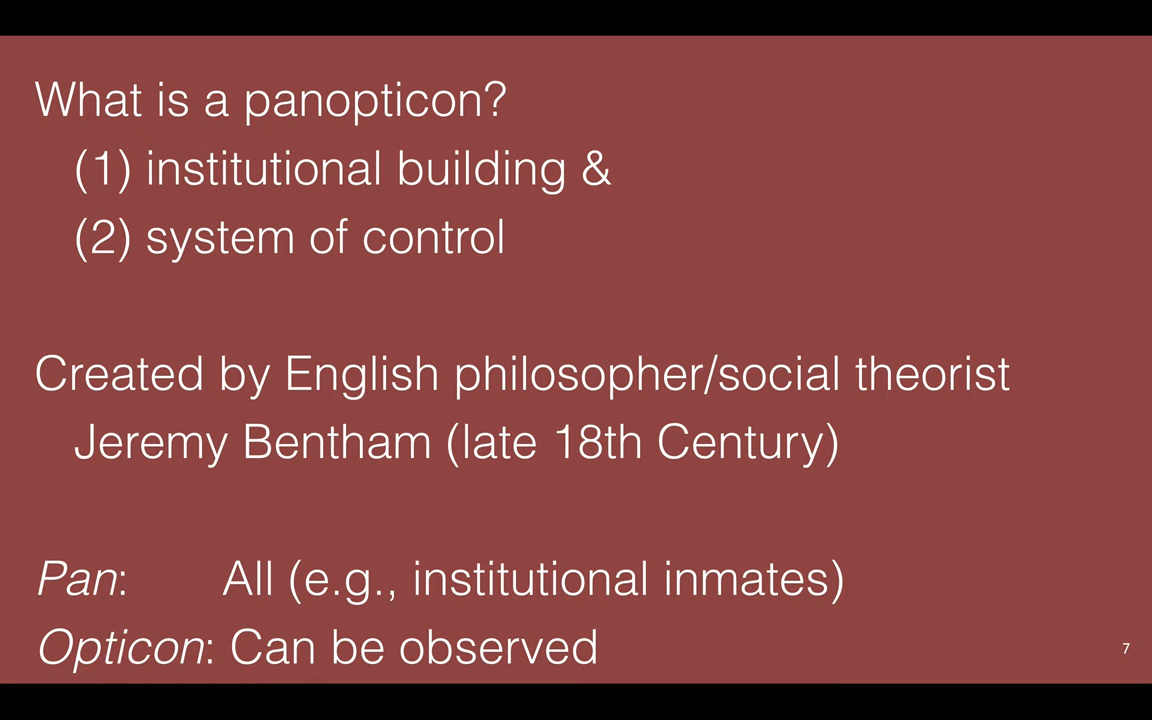 What is a panopticon?
(1) institutional building &
(2) system of control
Created by English philosopher/social theorist
Jeremy Bentham (late 18th Century)
Pan: All (e.g., institutional inmates)
Opticon: Can be observed
7